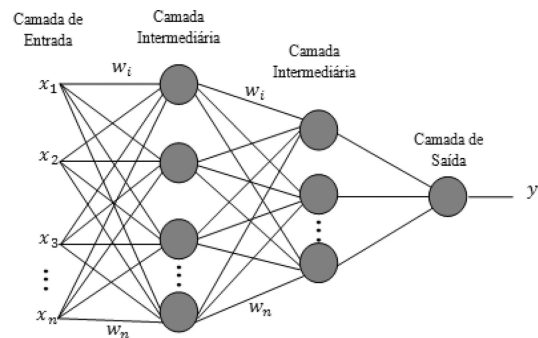 Camada de
Entrada
Camada
Intermediária
Camada
Intermediária
Camada de
Saída
x₁
x₂
x₃
xₙ
wᵢ
wₙ
wᵢ
wₙ
y